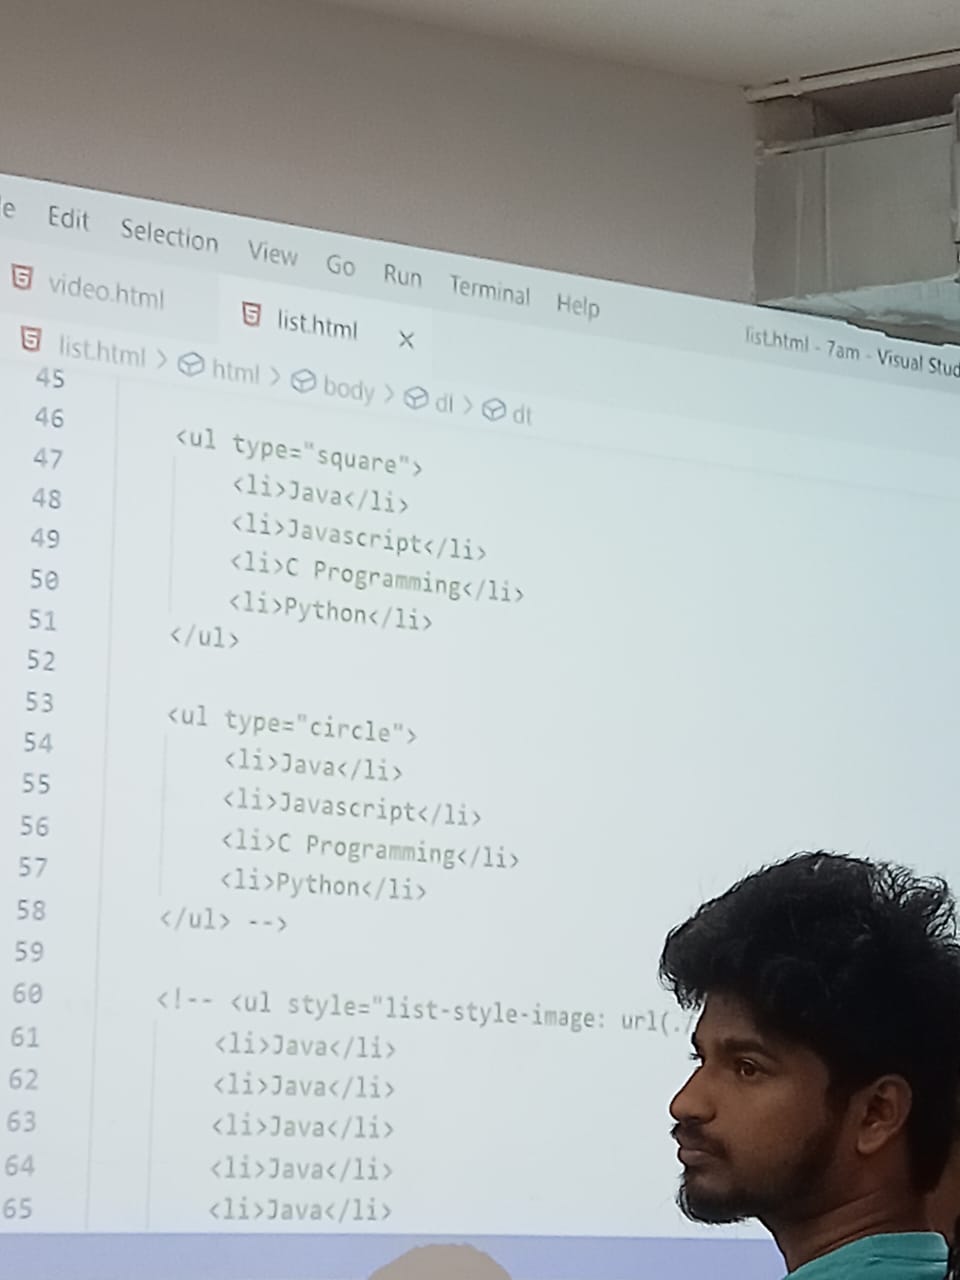 Edit Selection View Go Run Terminal Help
list.html - 7am - Visual
video.html list.html ×
list.html > html > body > dl > dt
45
46 <ul type="square">
47 <li>Java</li>
48 <li>Javascript</li>
49 <li>C Programming</li>
50 <li>Python</li>
51 </ul>
52
53 <ul type="circle">
54 <li>Java</li>
55 <li>Javascript</li>
56 <li>C Programming</li>
57 <li>Python</li>
58 </ul> -->
59
60 <!-- <ul style="list-style-image: url(./
61 <li>Java</li>
62 <li>Java</li>
63 <li>Java</li>
64 <li>Java</li>
65 <li>Java</li>